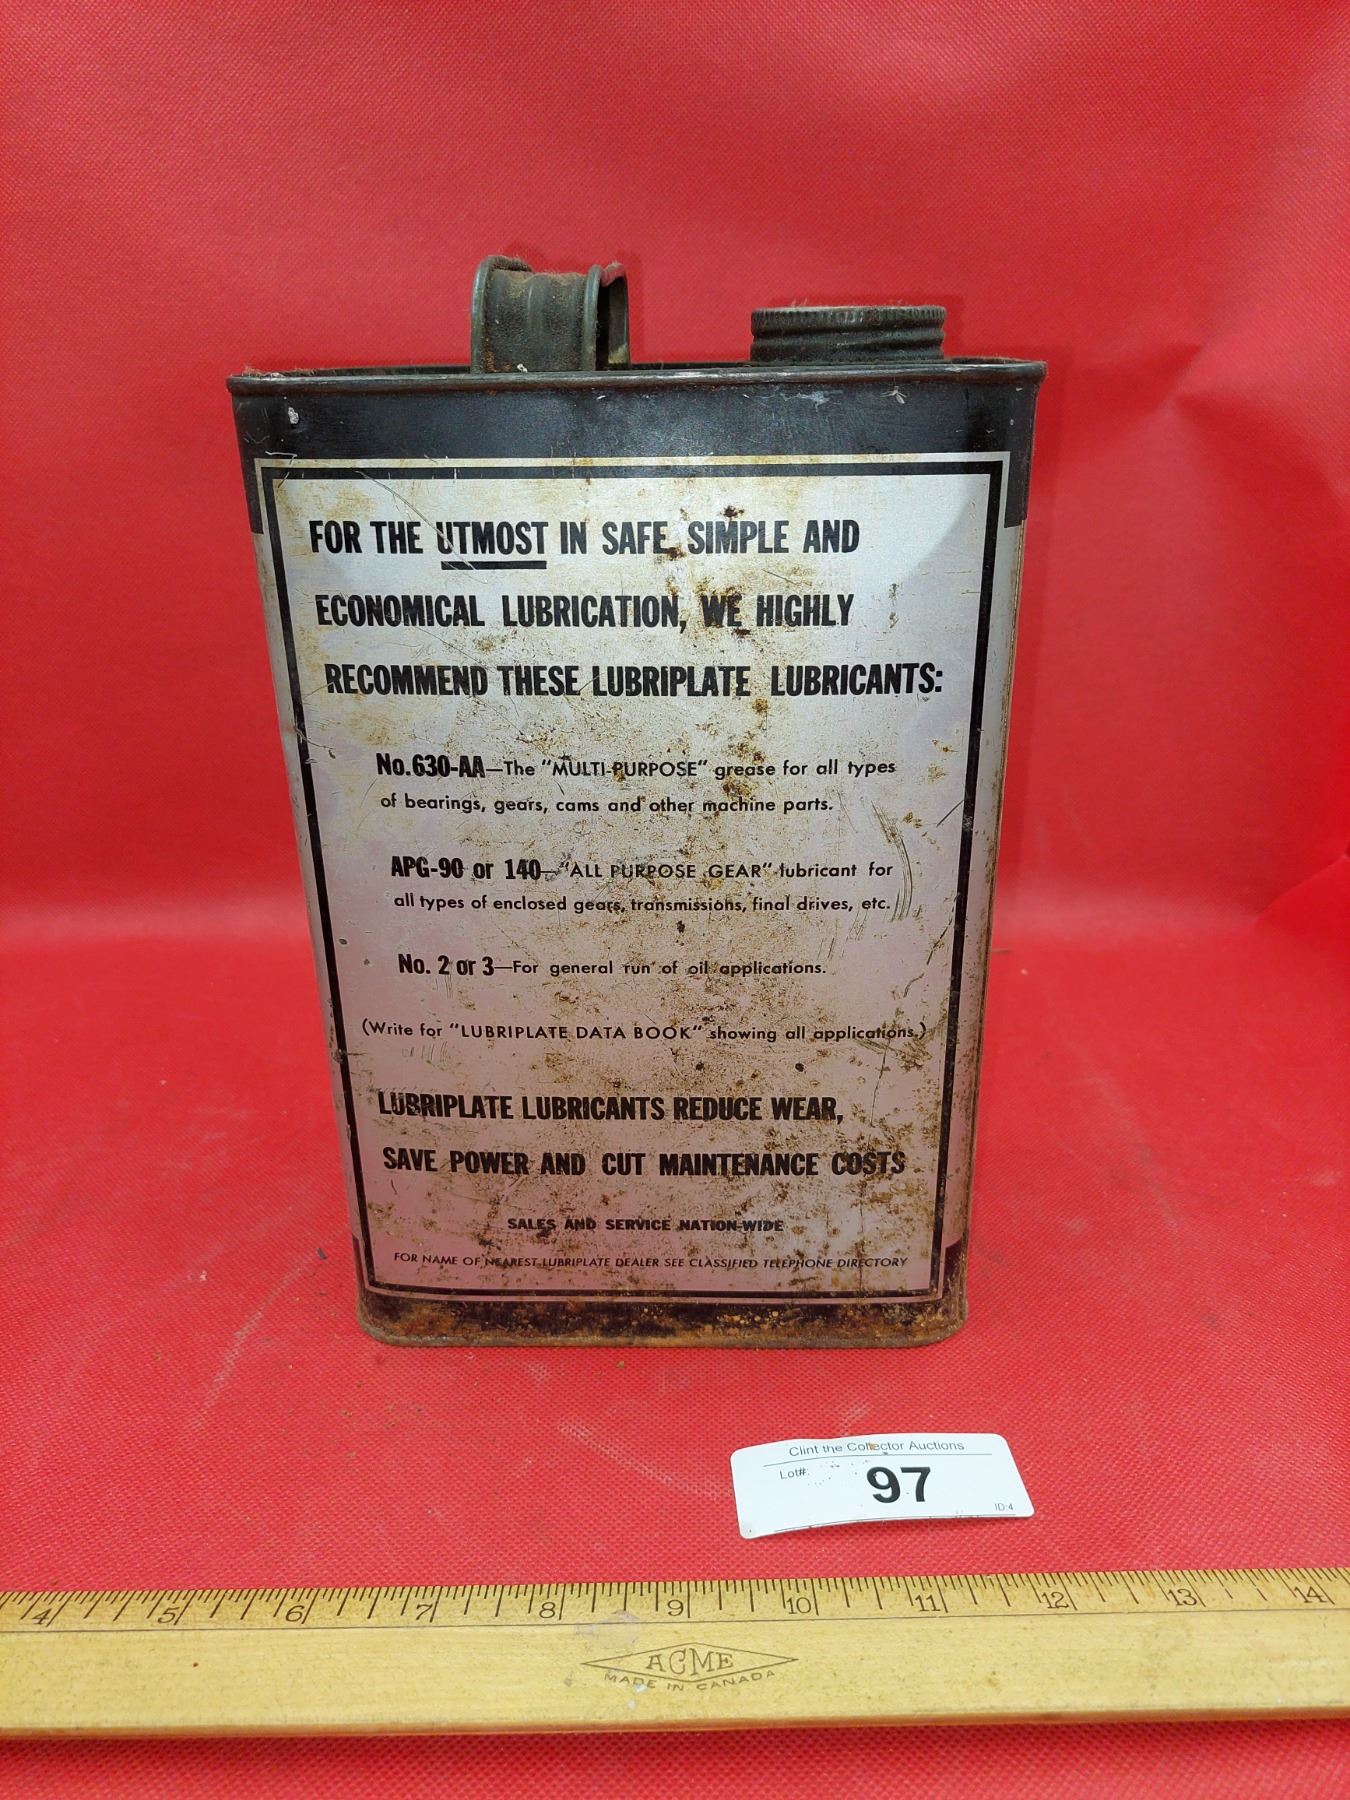 FOR THE UTMOST IN SAFE, SIMPLE AND
ECONOMICAL LUBRICATION, WE HIGHLY
RECOMMEND THESE LUBRIPLATE LUBRICANTS:
No. 630-AA—The "MULTI-PURPOSE" grease for all types
of bearings, gears, cams and other machine parts.
APG-90 or 140—"ALL PURPOSE GEAR" lubricant for
all types of enclosed gears, transmissions, final drives, etc.
No. 2 or 3—For general run of oil applications.
(Write for "LUBRIPLATE DATA BOOK" showing all applications.)
LUBRIPLATE LUBRICANTS REDUCE WEAR,
SAVE POWER AND CUT MAINTENANCE COSTS
SALES AND SERVICE NATION-WIDE
FOR NAME OF NEAREST LUBRIPLATE DEALER SEE CLASSIFIED TELEPHONE DIRECTORY
Clint the Collector Auctions
Lot#: 97
ID:4
4 5 6 7 8 9 10 11 12 13 14
ACME
MADE IN CANADA